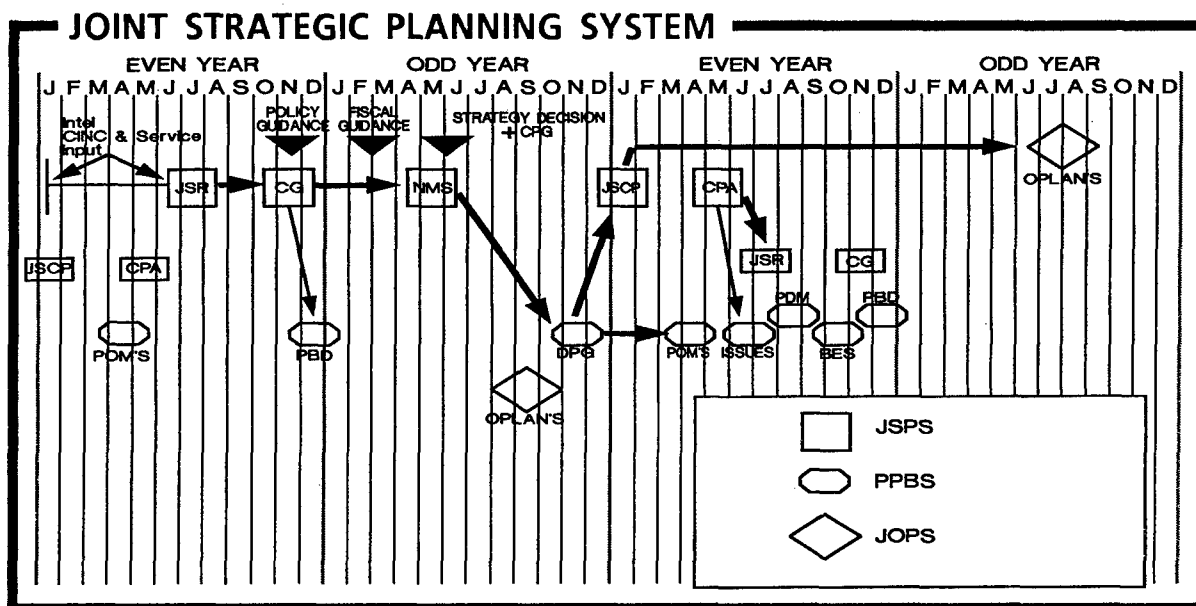 JOINT STRATEGIC PLANNING SYSTEM
EVEN YEAR ODD YEAR EVEN YEAR ODD YEAR
J F M A M J J A S O N D J F M A M J J A S O N D J F M A M J J A S O N D J F M A M J J A S O N D
Intel
CINC & Service
Input
POLICY
GUIDANCE
FISCAL
GUIDANCE
STRATEGY DECISION
+ CPG
JSR CG NMS JSCP CPA OPLAN'S
JSCP CPA JSR CG
POM'S PBD DPG POM'S ISSUES PDM BES PBD
OPLAN'S
JSPS
PPBS
JOPS